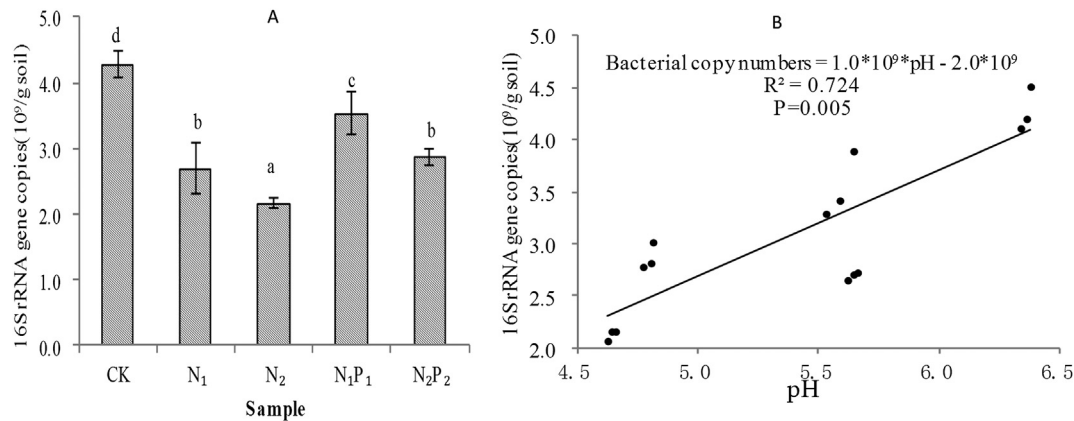 A
16SrRNA gene copies(10⁹/g soil)
5.0
4.0
3.0
2.0
1.0
0.0
d
b
a
c
b
CK N₁ N₂ N₁P₁ N₂P₂
Sample
B
16SrRNA gene copies(10⁹/g soil)
5.0
4.5
4.0
3.5
3.0
2.5
2.0
Bacterial copy numbers = 1.0*10⁹*pH - 2.0*10⁹
R² = 0.724
P=0.005
4.5 5.0 5.5 6.0 6.5
pH